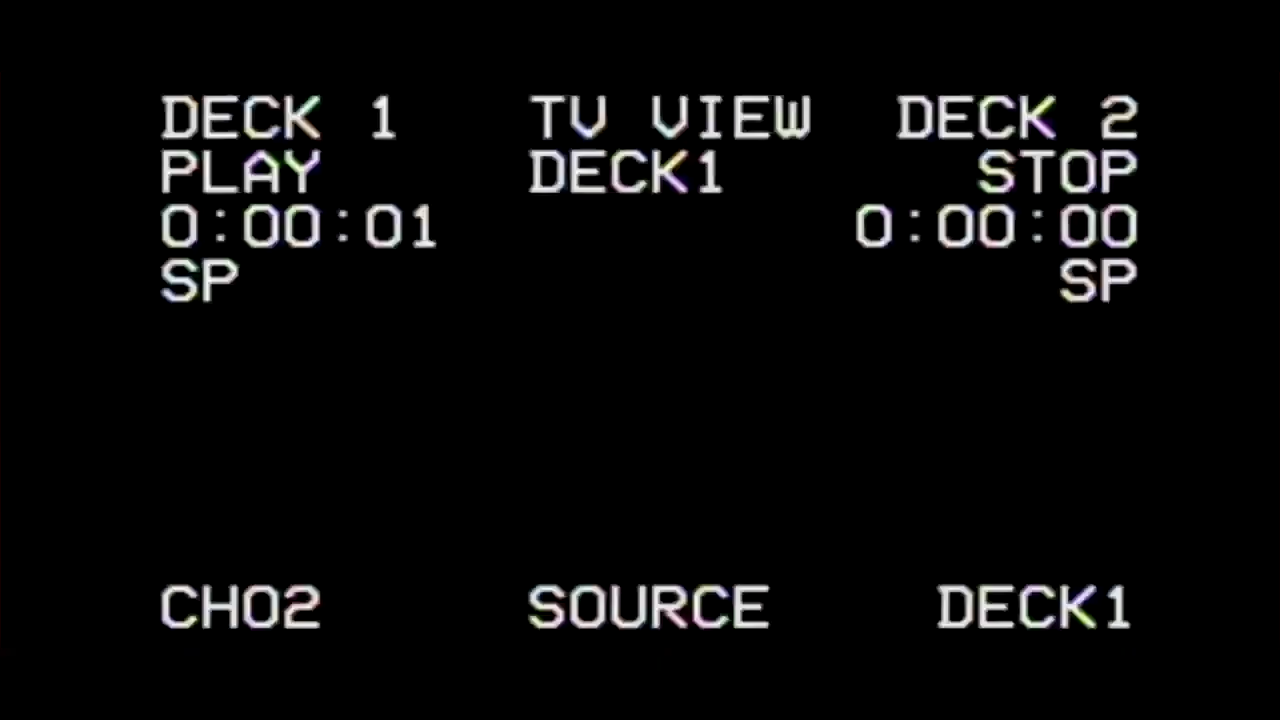 DECK 1 TV VIEW DECK 2
PLAY DECK1 STOP
0:00:01 0:00:00
SP SP
CH02 SOURCE DECK1